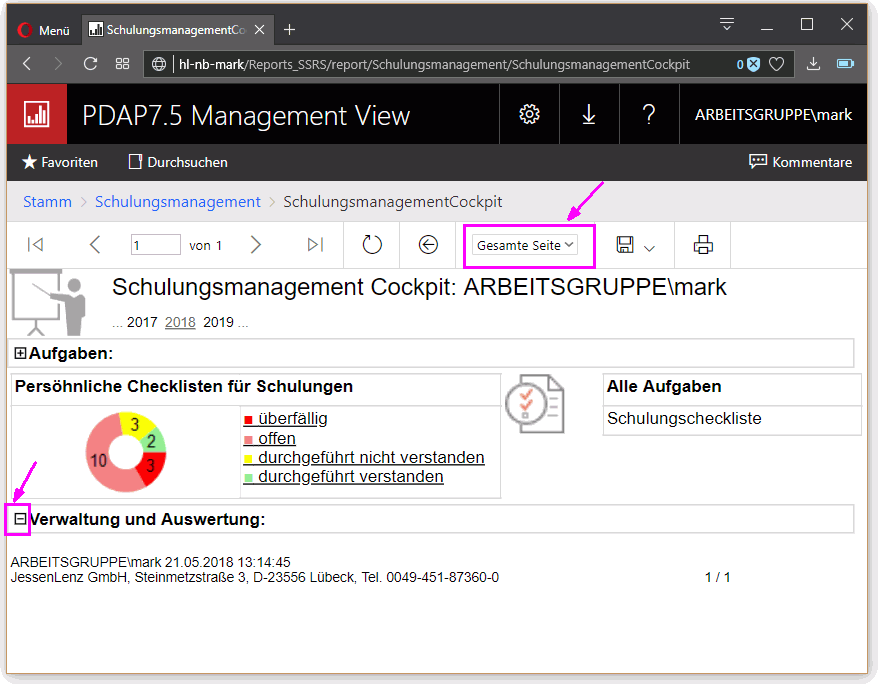 Menü
SchulungsmanagementCo
hl-nb-mark/Reports_SSRS/report/Schulungsmanagement/SchulungsmanagementCockpit
0
PDAP7.5 Management View
?
ARBEITSGRUPPE\mark
Favoriten
Durchsuchen
Kommentare
Stamm > Schulungsmanagement > SchulungsmanagementCockpit
1 von 1
Gesamte Seite
Schulungsmanagement Cockpit: ARBEITSGRUPPE\mark
... 2017 2018 2019 ...
Aufgaben:
Persöhnliche Checklisten für Schulungen
3
2
10
3
überfällig
offen
durchgeführt nicht verstanden
durchgeführt verstanden
Alle Aufgaben
Schulungscheckliste
Verwaltung und Auswertung:
ARBEITSGRUPPE\mark 21.05.2018 13:14:45
JessenLenz GmbH, Steinmetzstraße 3, D-23556 Lübeck, Tel. 0049-451-87360-0
1 / 1